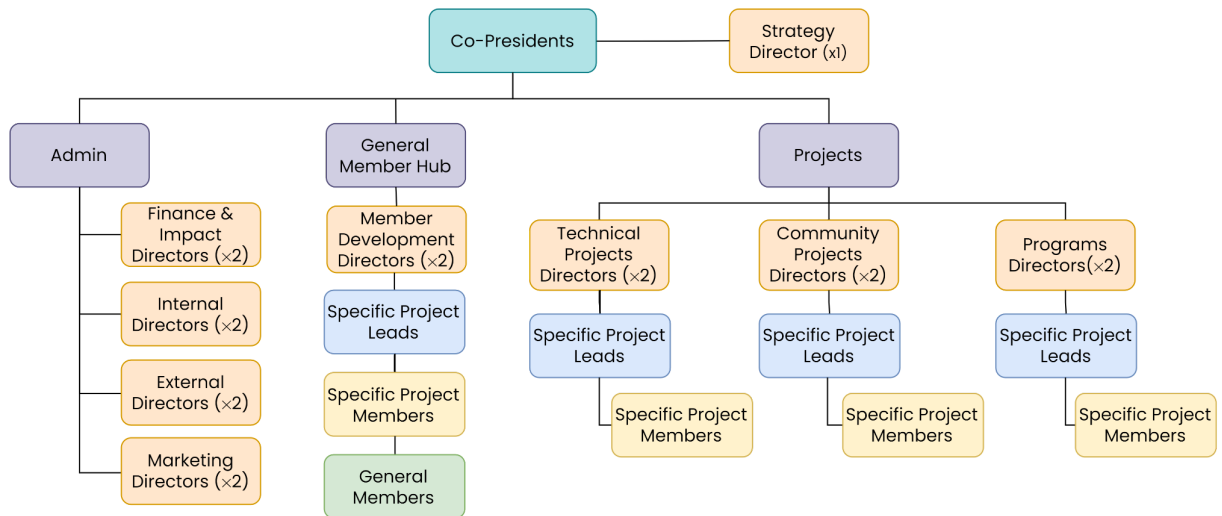 Co-Presidents
Strategy
Director (x1)
Admin
General
Member Hub
Projects
Finance &
Impact
Directors (×2)
Internal
Directors (×2)
External
Directors (×2)
Marketing
Directors (×2)
Member
Development
Directors (×2)
Specific Project
Leads
Specific Project
Members
General
Members
Technical
Projects
Directors (×2)
Specific Project
Leads
Specific Project
Members
Community
Projects
Directors (×2)
Specific Project
Leads
Specific Project
Members
Programs
Directors(×2)
Specific Project
Leads
Specific Project
Members